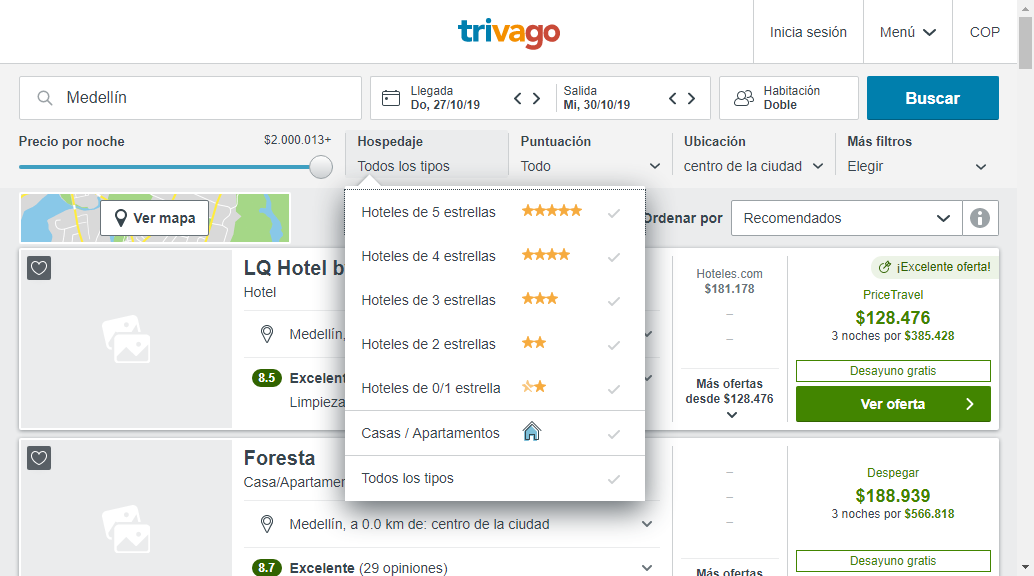 trivago
Inicia sesión
Menú
COP
Medellín
Llegada
Do, 27/10/19
Salida
Mi, 30/10/19
Habitación
Doble
Buscar
Precio por noche
$2.000.013+
Hospedaje
Todos los tipos
Puntuación
Todo
Ubicación
centro de la ciudad
Más filtros
Elegir
Ver mapa
Hoteles de 5 estrellas
Hoteles de 4 estrellas
Hoteles de 3 estrellas
Hoteles de 2 estrellas
Hoteles de 0/1 estrella
Casas / Apartamentos
Todos los tipos
Ordenar por
Recomendados
LQ Hotel b
Hotel
Medellín,
8.5 Excelent
Limpieza
Hoteles.com
$181.178
Más ofertas
desde $128.476
¡Excelente oferta!
PriceTravel
$128.476
3 noches por $385.428
Desayuno gratis
Ver oferta
Foresta
Casa/Apartamen
Medellín, a 0.0 km de: centro de la ciudad
8.7 Excelente (29 opiniones)
Más ofertas
Despegar
$188.939
3 noches por $566.818
Desayuno gratis